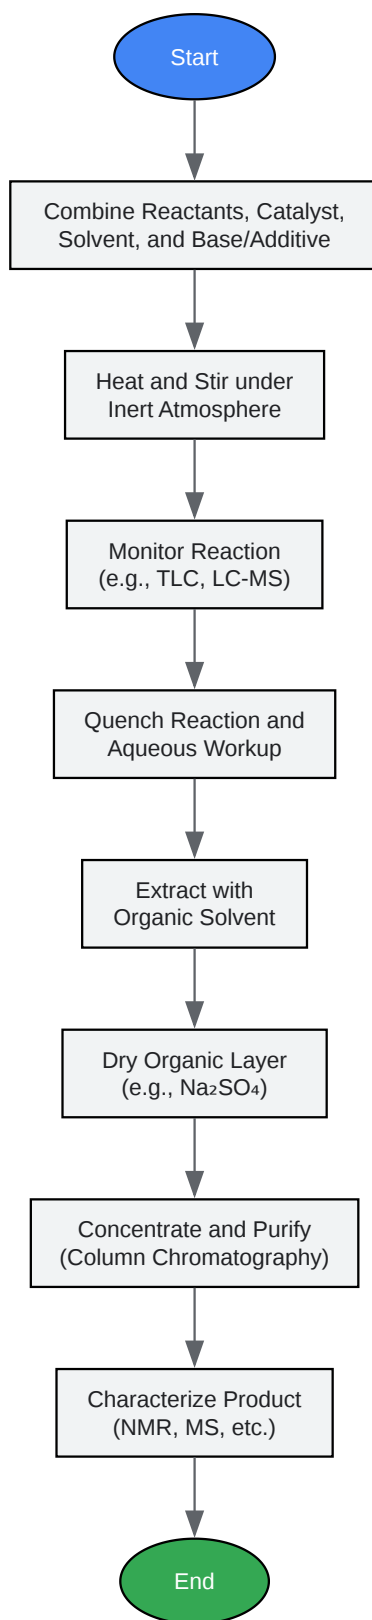 Start
Combine Reactants, Catalyst,
Solvent, and Base/Additive
Heat and Stir under
Inert Atmosphere
Monitor Reaction
(e.g., TLC, LC-MS)
Quench Reaction and
Aqueous Workup
Extract with
Organic Solvent
Dry Organic Layer
(e.g., Na₂SO₄)
Concentrate and Purify
(Column Chromatography)
Characterize Product
(NMR, MS, etc.)
End